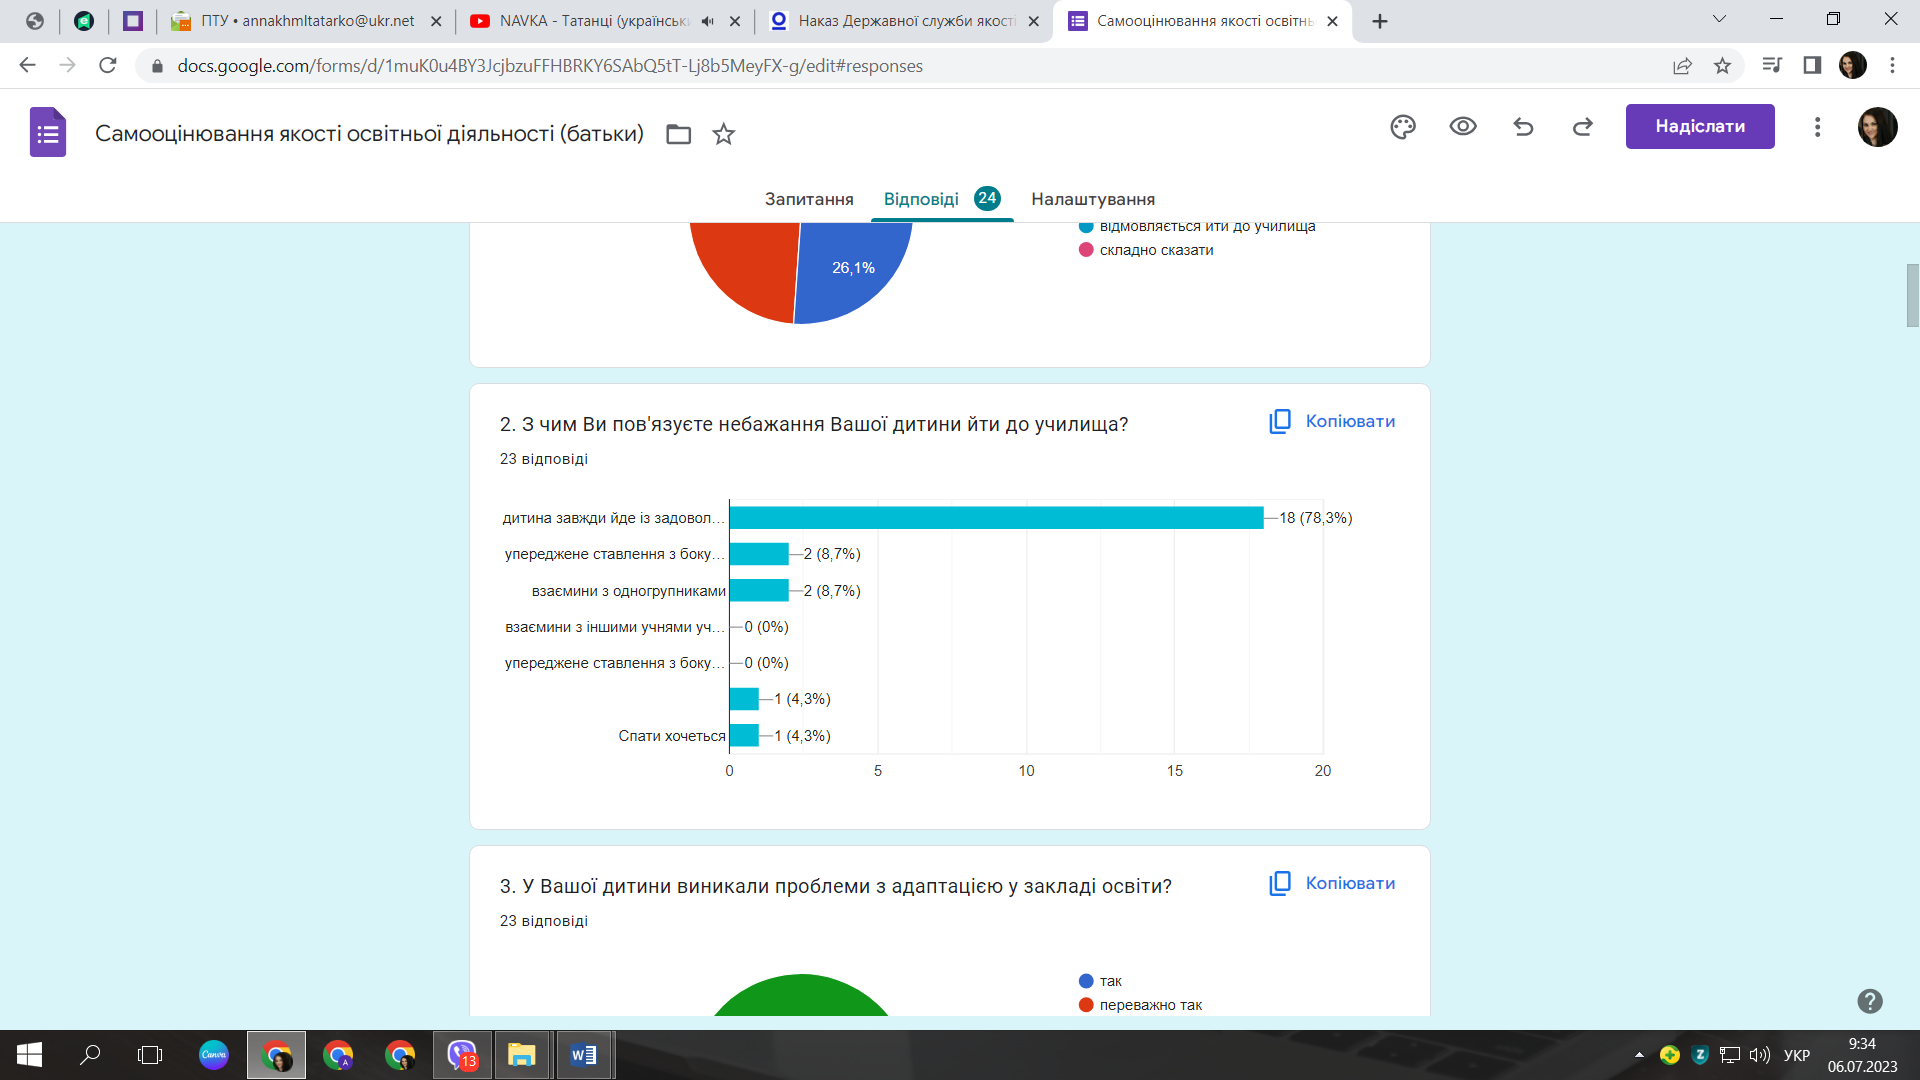 ПТУ • annakhmltatarko@ukr.net
NAVKA - Татанці (українськ
Наказ Державної служби якості
Самооцінювання якості освітнь
docs.google.com/forms/d/1muK0u4BY3JcjbzuFFHBRKY6SAbQ5tT-Lj8b5MeyFX-g/edit#responses
Самооцінювання якості освітньої діяльності (батьки)
Надіслати
Запитання Відповіді 24 Налаштування
відмовляється йти до училища
складно сказати
26,1%
2. З чим Ви пов'язуєте небажання Вашої дитини йти до училища?
Копіювати
23 відповіді
дитина завжди йде із задовол... 18 (78,3%)
упереджене ставлення з боку... 2 (8,7%)
взаємини з одногрупниками 2 (8,7%)
взаємини з іншими учнями уч... 0 (0%)
упереджене ставлення з боку... 0 (0%)
1 (4,3%)
Спати хочеться 1 (4,3%)
0 5 10 15 20
3. У Вашої дитини виникали проблеми з адаптацією у закладі освіти?
Копіювати
23 відповіді
так
переважно так
Canva
A
13
W
Z
УКР
9:34
06.07.2023